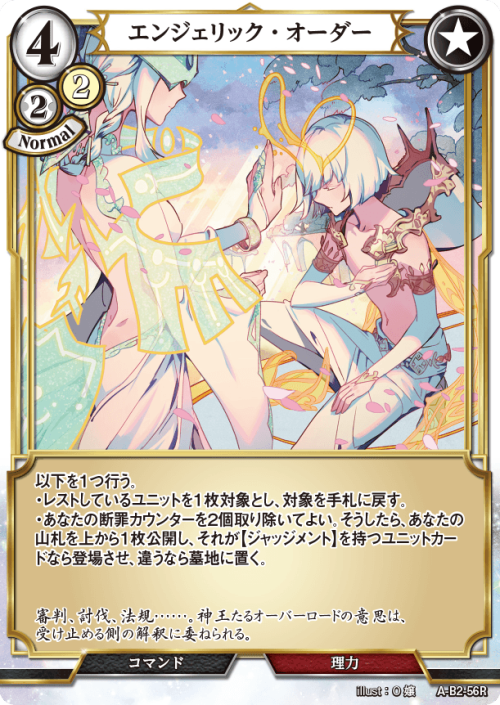 4
エンジェリック・オーダー
2
2
Normal
以下を1つ行う。
・レストしているユニットを1枚対象とし、対象を手札に戻す。
・あなたの断罪カウンターを2個取り除いてよい。そうしたら、あなたの
山札を上から1枚公開し、それが【ジャッジメント】を持つユニットカー
ドなら登場させ、違うなら墓地に置く。
審判、討伐、法規……。神王たるオーバーロードの意思は、
受け止める側の解釈に委ねられる。
コマンド
理力
illust：O嬢
A-B2-56R